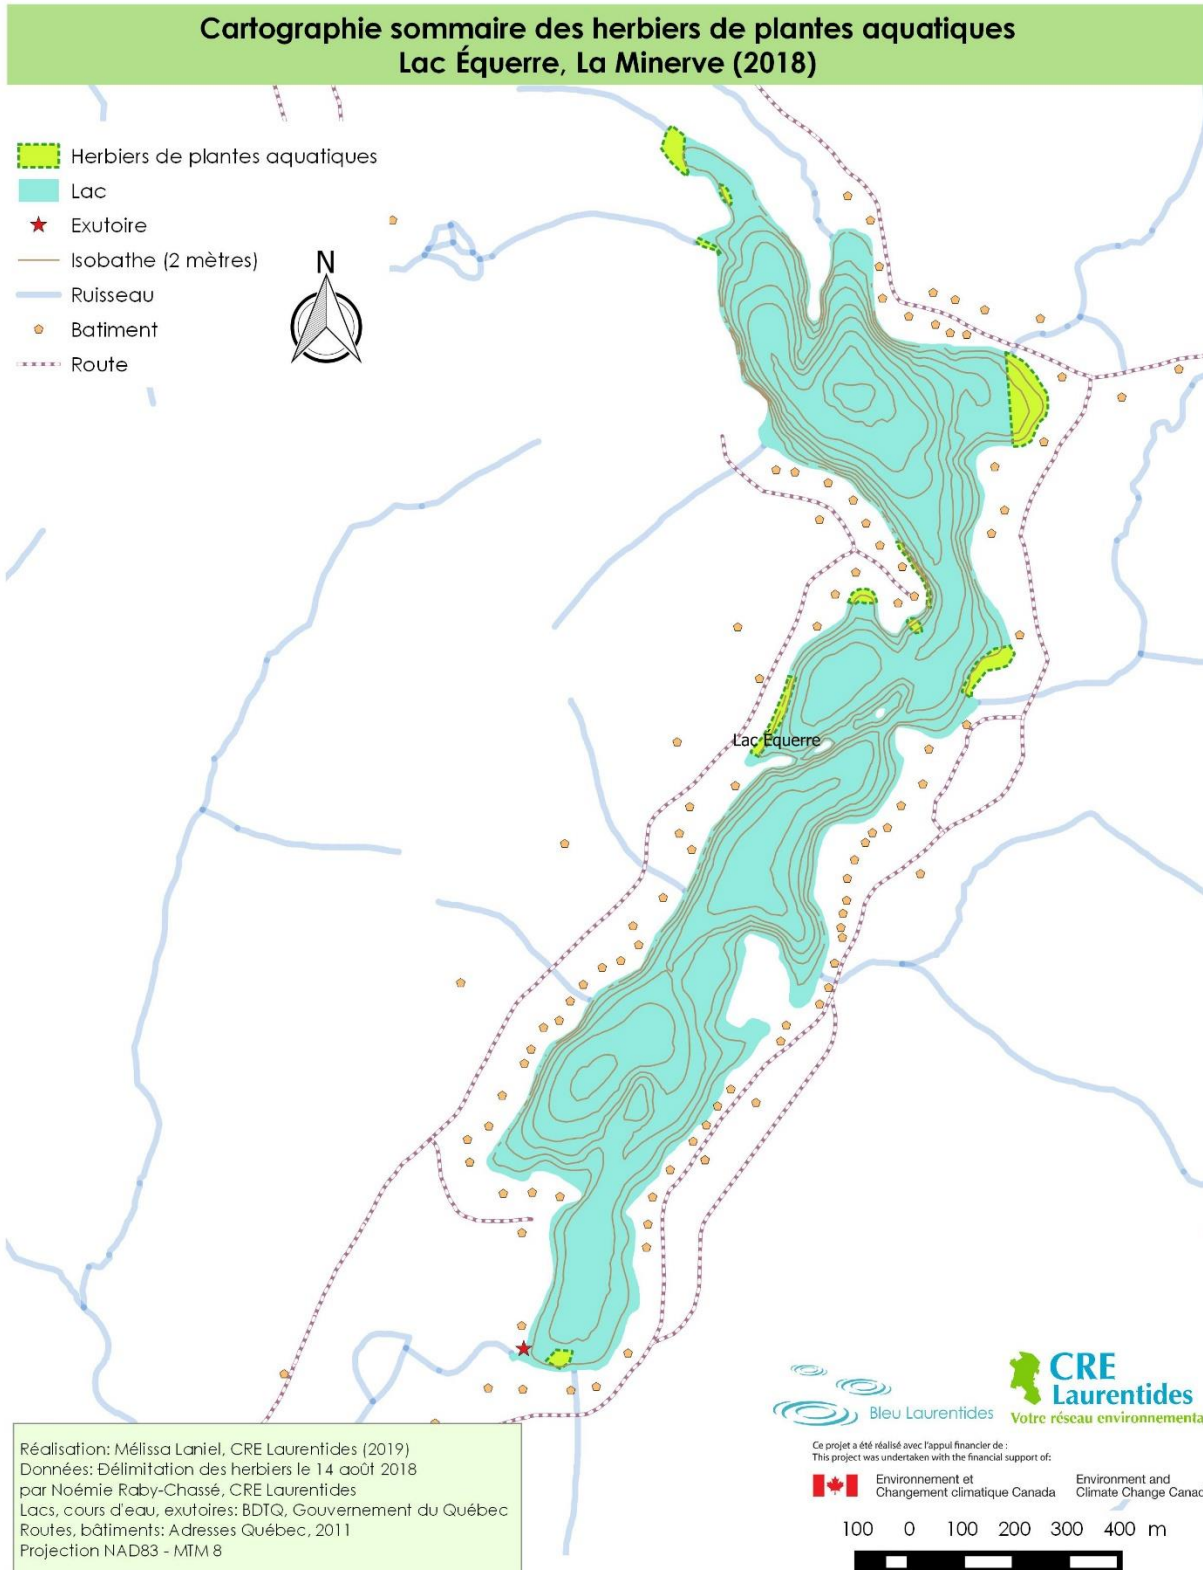 Cartographie sommaire des herbiers de plantes aquatiques
Lac Équerre, La Minerve (2018)
Herbiers de plantes aquatiques
Lac
Exutoire
Isobathe (2 mètres)
Ruisseau
Batiment
Route
N
Lac Équerre
Réalisation: Mélissa Laniel, CRE Laurentides (2019)
Données: Délimitation des herbiers le 14 août 2018
par Noémie Raby-Chassé, CRE Laurentides
Lacs, cours d'eau, exutoires: BDTQ, Gouvernement du Québec
Routes, bâtiments: Adresses Québec, 2011
Projection NAD83 - MTM 8
Bleu Laurentides
CRE
Laurentides
Votre réseau environnementa
Ce projet a été réalisé avec l'appui financier de :
This project was undertaken with the financial support of:
Environnement et
Changement climatique Canada
Environment and
Climate Change Canad
100 0 100 200 300 400 m